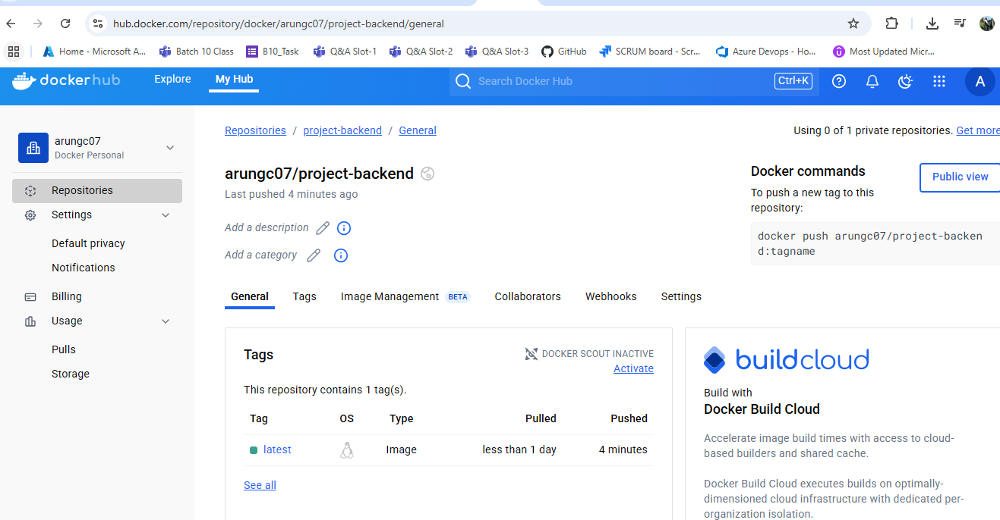 hub.docker.com/repository/docker/arungc07/project-backend/general
Home - Microsoft A... Batch 10 Class B10_Task Q&A Slot-1 Q&A Slot-2 Q&A Slot-3 GitHub SCRUM board - Scr... Azure Devops - Ho... Most Updated Micr...
dockerhub Explore My Hub Search Docker Hub Ctrl+K A
arungc07
Docker Personal
Repositories
Settings
Default privacy
Notifications
Billing
Usage
Pulls
Storage
Repositories / project-backend / General
Using 0 of 1 private repositories. Get more
arungc07/project-backend
Last pushed 4 minutes ago
Add a description
Add a category
Docker commands
Public view
To push a new tag to this
repository:
docker push arungc07/project-backen
d:tagname
General Tags Image Management BETA Collaborators Webhooks Settings
Tags
DOCKER SCOUT INACTIVE
Activate
This repository contains 1 tag(s).
Tag OS Type Pulled Pushed
latest Image less than 1 day 4 minutes
See all
buildcloud
Build with
Docker Build Cloud
Accelerate image build times with access to cloud-
based builders and shared cache.
Docker Build Cloud executes builds on optimally-
dimensioned cloud infrastructure with dedicated per-
organization isolation.